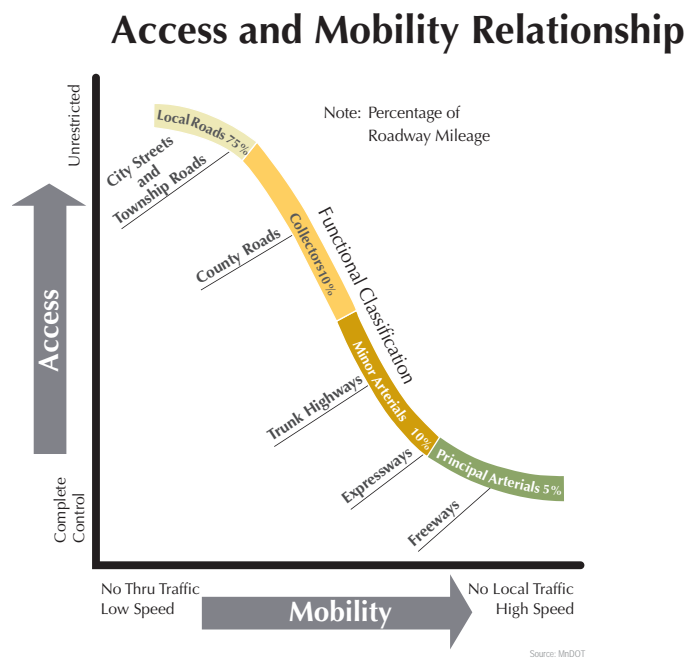 Access and Mobility Relationship
Unrestricted
Local Roads 75%
Note: Percentage of
Roadway Mileage
City Streets
and
Township Roads
Collectors10%
Functional Classification
County Roads
Access
Minor Arterials 10%
Trunk Highways
Principal Arterials 5%
Expressways
Freeways
Complete
Control
No Thru Traffic
Low Speed
Mobility
No Local Traffic
High Speed
Source: MnDOT